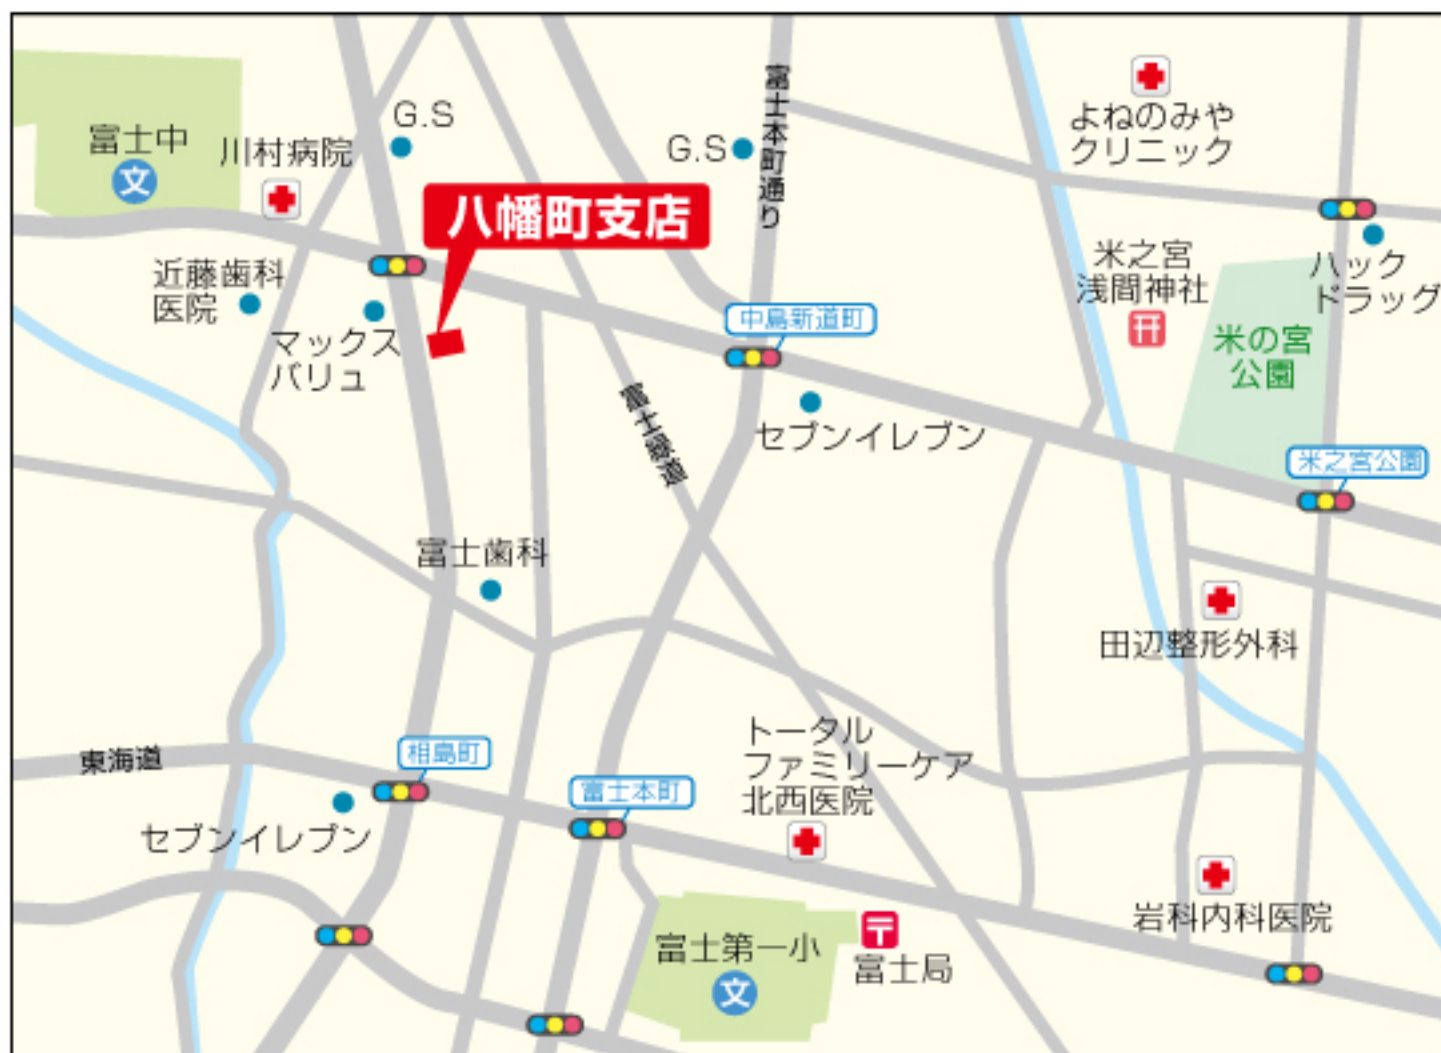 富士本町通り
G.S
よねのみや
クリニック
富士中
文
川村病院
G.S
八幡町支店
近藤歯科
医院
マックス
バリュ
中島新道町
セブンイレブン
米之宮
浅間神社
ハック
ドラッグ
米の宮
公園
米之宮公園
富士緑道
富士歯科
田辺整形外科
東海道
相島町
富士本町
トータル
ファミリーケア
北西医院
セブンイレブン
岩科内科医院
富士第一小
文
富士局